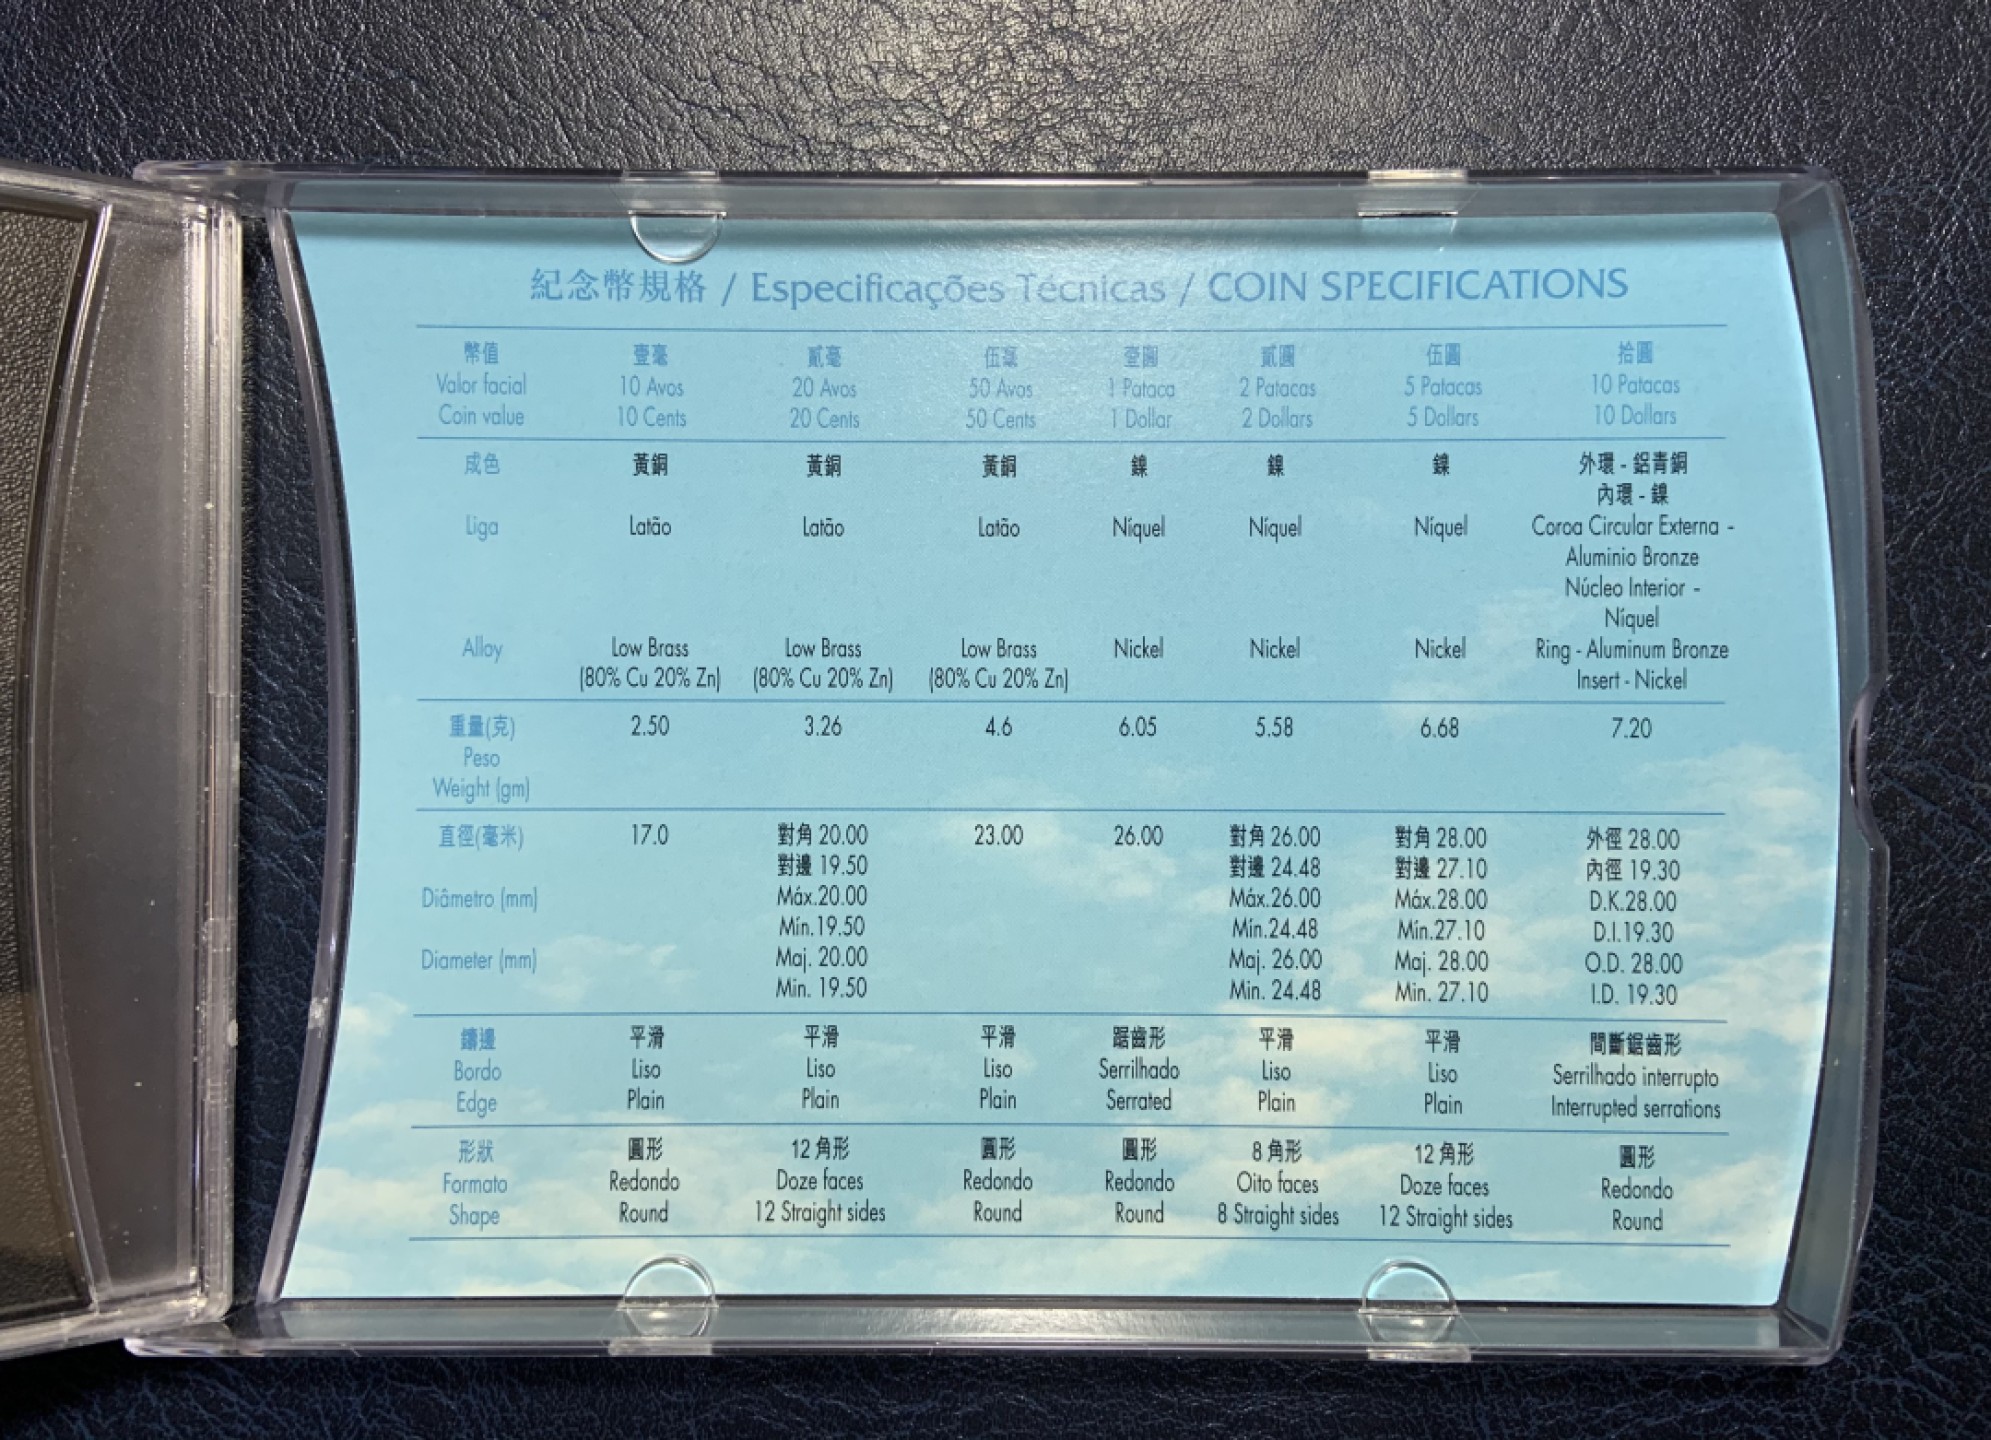 紀念幣規格 / Especificações Técnicas / COIN SPECIFICATIONS
幣值 壹毫 貳毫 伍毫 壹圓 貳圓 伍圓 拾圓
Valor facial 10 Avos 20 Avos 50 Avos 1 Pataca 2 Patacas 5 Patacas 10 Patacas
Coin value 10 Cents 20 Cents 50 Cents 1 Dollar 2 Dollars 5 Dollars 10 Dollars
成色 黃銅 黃銅 黃銅 鎳 鎳 鎳 外環 - 鋁青銅
內環 - 鎳
Liga Latão Latão Latão Níquel Níquel Níquel Coroa Circular Externa -
Aluminio Bronze
Núcleo Interior -
Níquel
Alloy Low Brass Low Brass Low Brass Nickel Nickel Nickel Ring - Aluminum Bronze
(80% Cu 20% Zn) (80% Cu 20% Zn) (80% Cu 20% Zn) Insert - Nickel
重量(克) 2.50 3.26 4.6 6.05 5.58 6.68 7.20
Peso
Weight (gm)
直徑(毫米) 17.0 對角 20.00 23.00 26.00 對角 26.00 對角 28.00 外徑 28.00
對邊 19.50 對邊 24.48 對邊 27.10 內徑 19.30
Diâmetro (mm) Máx.20.00 Máx.26.00 Máx.28.00 D.K.28.00
Mín.19.50 Mín.24.48 Mín.27.10 D.I.19.30
Diameter (mm) Maj. 20.00 Maj. 26.00 Maj. 28.00 O.D. 28.00
Min. 19.50 Min. 24.48 Min. 27.10 I.D. 19.30
鑄邊 平滑 平滑 平滑 踞齒形 平滑 平滑 間斷鋸齒形
Bordo Liso Liso Liso Serrilhado Liso Liso Serrilhado interrupto
Edge Plain Plain Plain Serrated Plain Plain Interrupted serrations
形狀 圓形 12 角形 圓形 圓形 8 角形 12 角形 圓形
Formato Redondo Doze faces Redondo Redondo Oito faces Doze faces Redondo
Shape Round 12 Straight sides Round Round 8 Straight sides 12 Straight sides Round